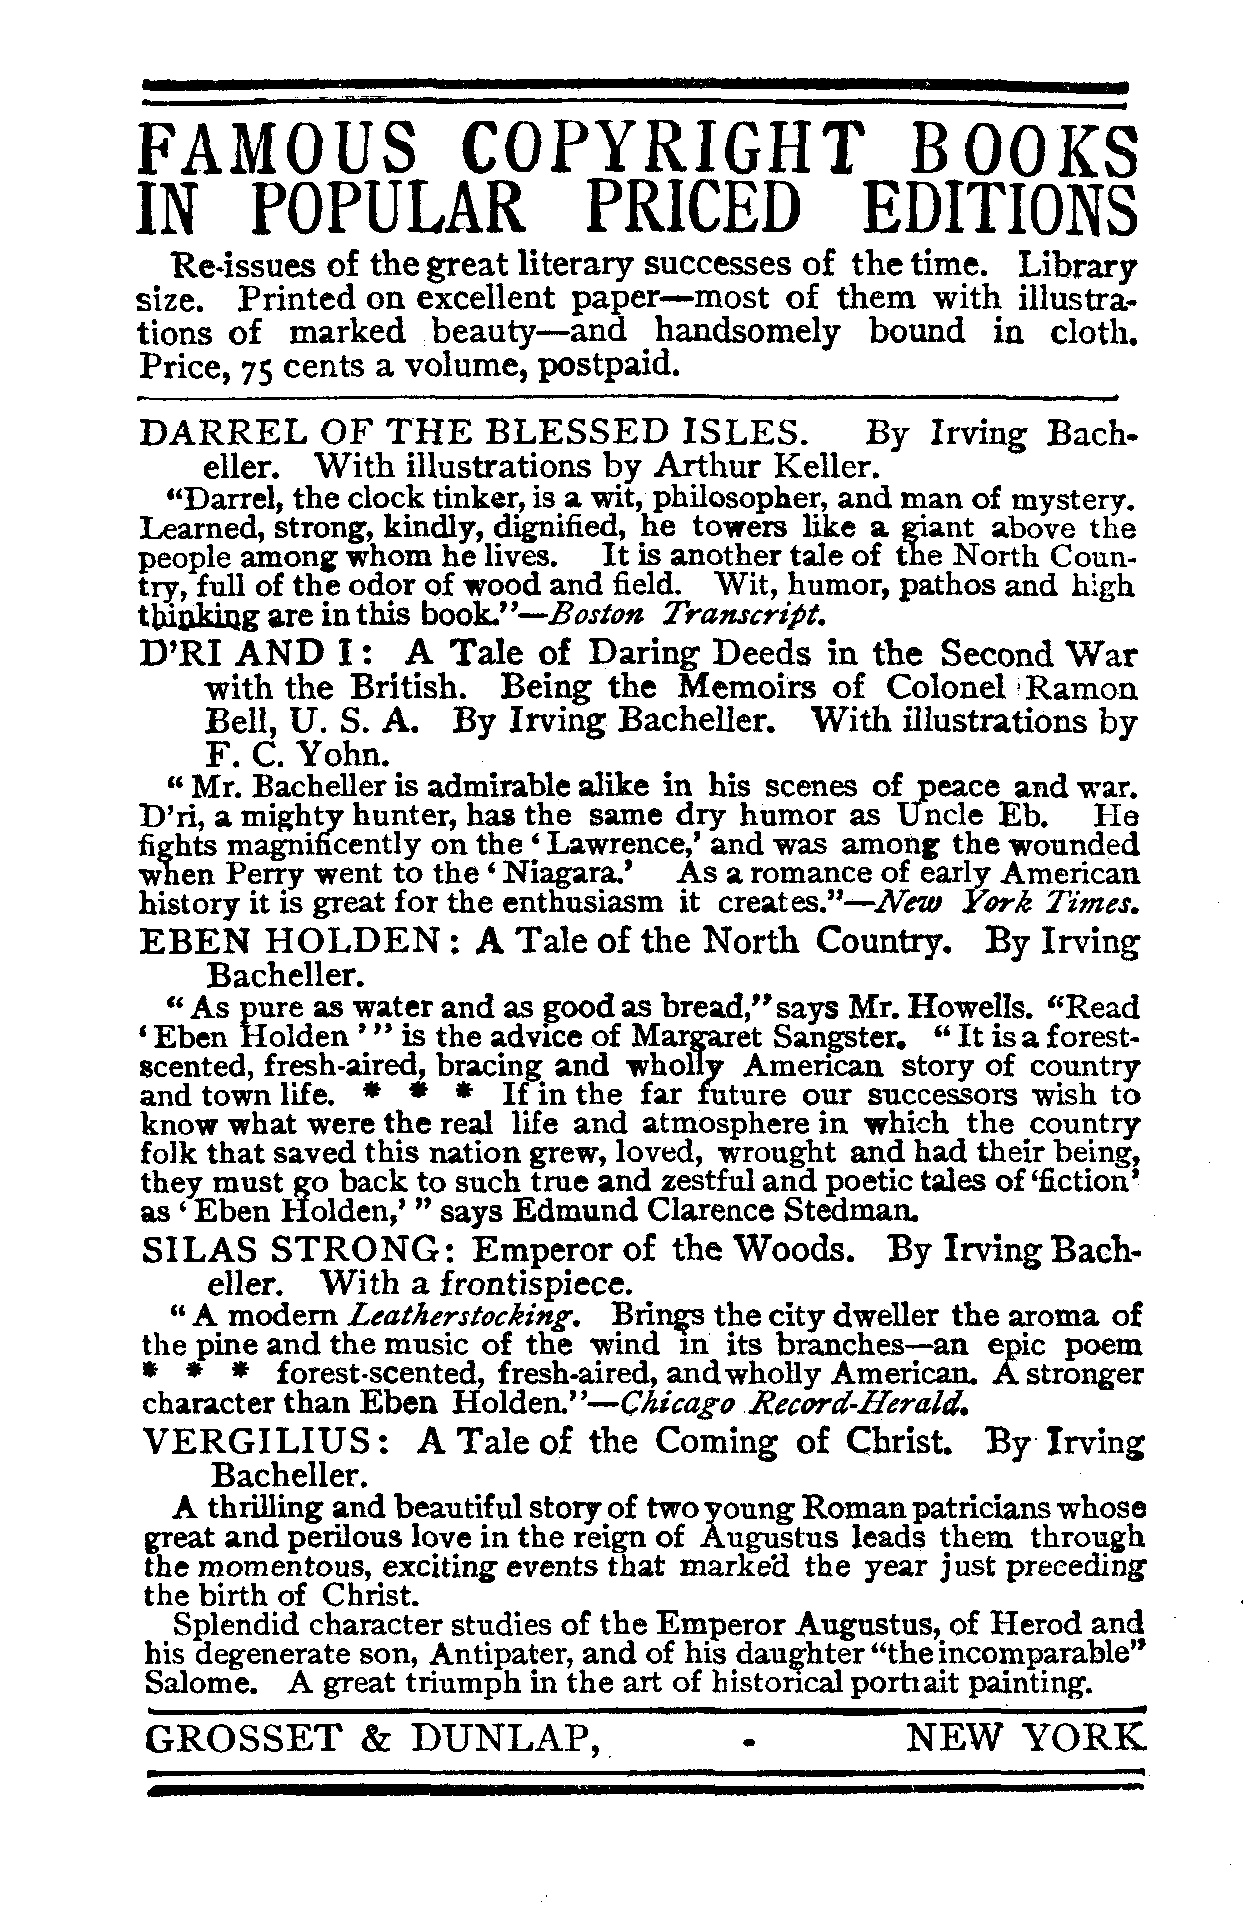 FAMOUS COPYRIGHT BOOKS
IN POPULAR PRICED EDITIONS
Re-issues of the great literary successes of the time. Library
size. Printed on excellent paper—most of them with illustra-
tions of marked beauty—and handsomely bound in cloth.
Price, 75 cents a volume, postpaid.
DARREL OF THE BLESSED ISLES. By Irving Bach-
eller. With illustrations by Arthur Keller.
"Darrel, the clock tinker, is a wit, philosopher, and man of mystery.
Learned, strong, kindly, dignified, he towers like a giant above the
people among whom he lives. It is another tale of the North Coun-
try, full of the odor of wood and field. Wit, humor, pathos and high
thinking are in this book."—Boston Transcript.
D'RI AND I: A Tale of Daring Deeds in the Second War
with the British. Being the Memoirs of Colonel Ramon
Bell, U. S. A. By Irving Bacheller. With illustrations by
F. C. Yohn.
"Mr. Bacheller is admirable alike in his scenes of peace and war.
D'ri, a mighty hunter, has the same dry humor as Uncle Eb. He
fights magnificently on the 'Lawrence,' and was among the wounded
when Perry went to the 'Niagara.' As a romance of early American
history it is great for the enthusiasm it creates."—New York Times.
EBEN HOLDEN: A Tale of the North Country. By Irving
Bacheller.
"As pure as water and as good as bread," says Mr. Howells. "Read
'Eben Holden'" is the advice of Margaret Sangster. "It is a forest-
scented, fresh-aired, bracing and wholly American story of country
and town life. * * * If in the far future our successors wish to
know what were the real life and atmosphere in which the country
folk that saved this nation grew, loved, wrought and had their being,
they must go back to such true and zestful and poetic tales of 'fiction'
as 'Eben Holden,'" says Edmund Clarence Stedman.
SILAS STRONG: Emperor of the Woods. By Irving Bach-
eller. With a frontispiece.
"A modern Leatherstocking. Brings the city dweller the aroma of
the pine and the music of the wind in its branches—an epic poem
* * * forest-scented, fresh-aired, and wholly American. A stronger
character than Eben Holden."—Chicago Record-Herald.
VERGILIUS: A Tale of the Coming of Christ. By Irving
Bacheller.
A thrilling and beautiful story of two young Roman patricians whose
great and perilous love in the reign of Augustus leads them through
the momentous, exciting events that marked the year just preceding
the birth of Christ.
Splendid character studies of the Emperor Augustus, of Herod and
his degenerate son, Antipater, and of his daughter "the incomparable"
Salome. A great triumph in the art of historical portrait painting.
GROSSET & DUNLAP, - NEW YORK